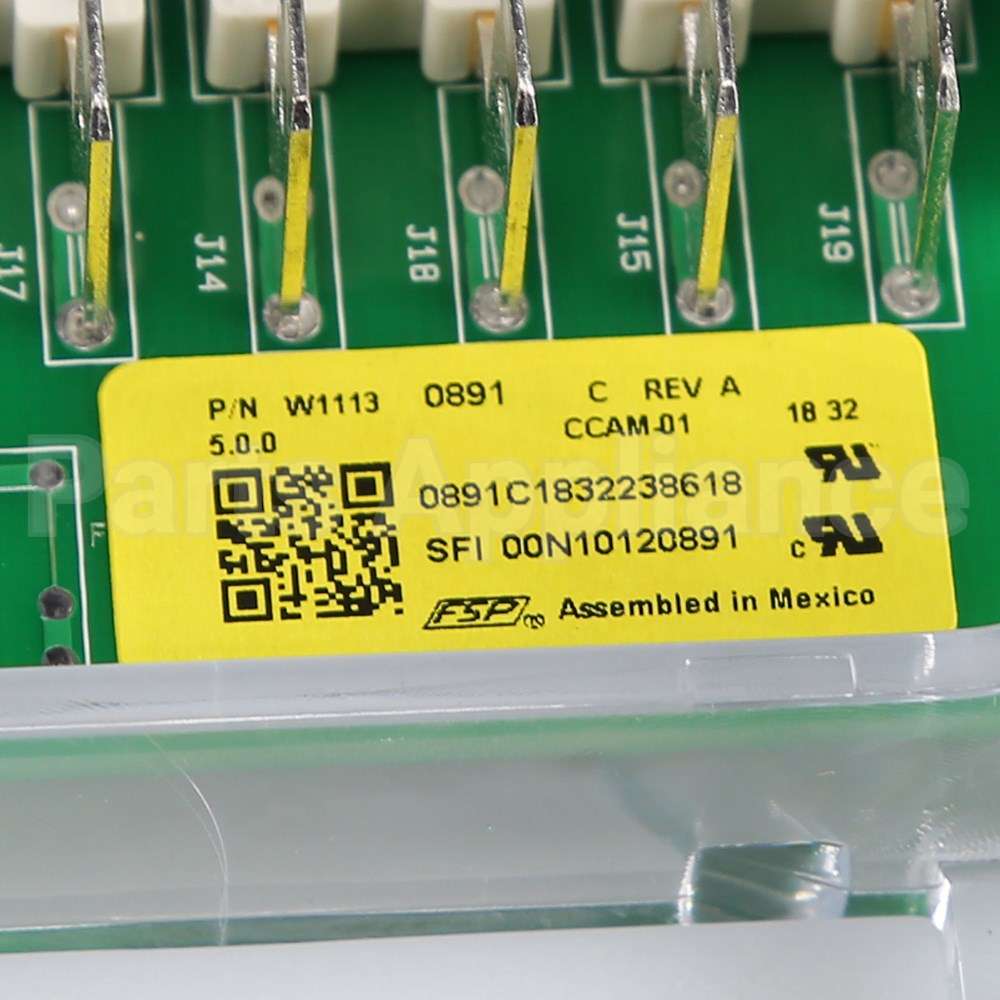 J17
J14
J18
J15
J19
P/N W1113 0891 C REV A
5.0.0 CCAM-01 18 32
0891C1832238618
SFI 00N10120891
c
FSP Assembled in Mexico
Appliance